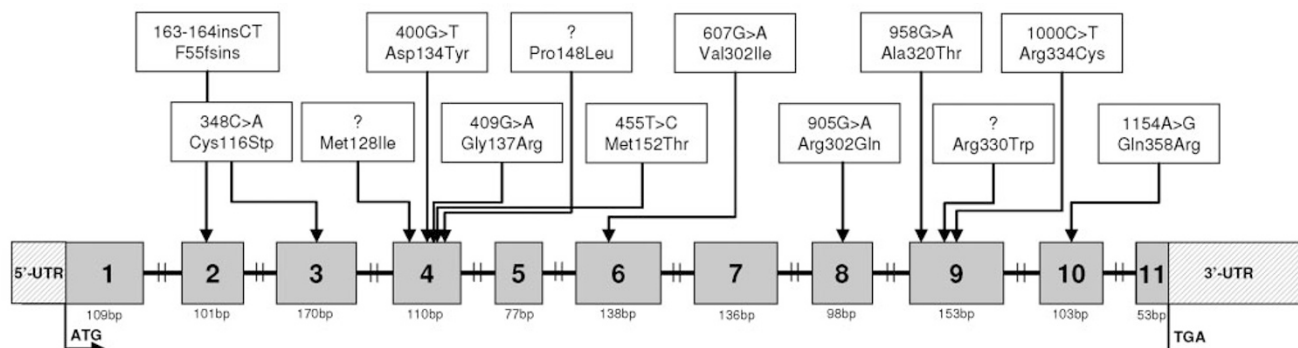 163-164insCT
F55fsins
400G>T
Asp134Tyr
?
Pro148Leu
607G>A
Val302Ile
958G>A
Ala320Thr
1000C>T
Arg334Cys
348C>A
Cys116Stp
?
Met128Ile
409G>A
Gly137Arg
455T>C
Met152Thr
905G>A
Arg302Gln
?
Arg330Trp
1154A>G
Gln358Arg
5'-UTR 1 2 3 4 5 6 7 8 9 10 11 3'-UTR
109bp 101bp 170bp 110bp 77bp 138bp 136bp 98bp 153bp 103bp 53bp
ATG TGA